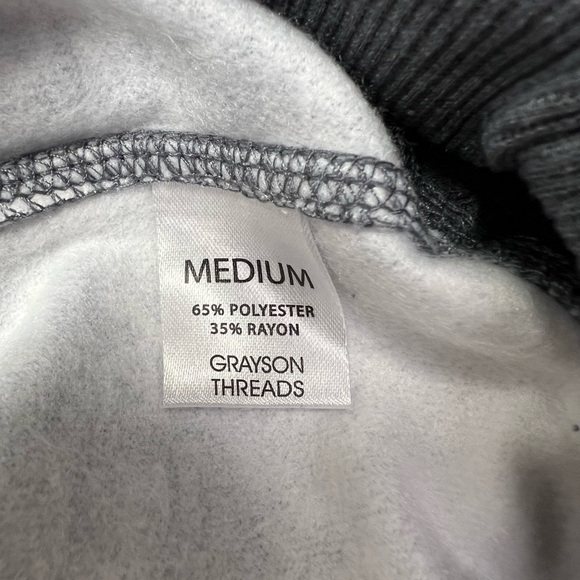 MEDIUM
65% POLYESTER
35% RAYON
GRAYSON
THREADS